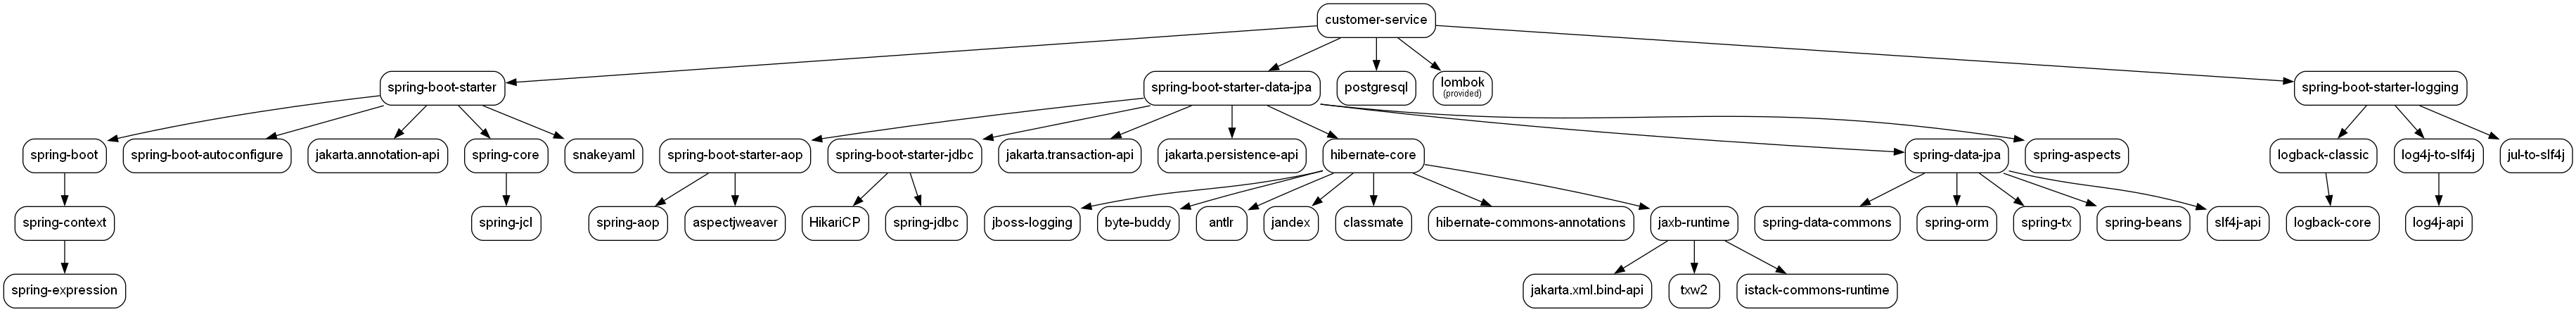 customer-service
spring-boot-starter
spring-boot-starter-data-jpa
postgresql
lombok
(provided)
spring-boot-starter-logging
spring-boot
spring-boot-autoconfigure
jakarta.annotation-api
spring-core
snakeyaml
spring-boot-starter-aop
spring-boot-starter-jdbc
jakarta.transaction-api
jakarta.persistence-api
hibernate-core
spring-data-jpa
spring-aspects
logback-classic
log4j-to-slf4j
jul-to-slf4j
spring-context
spring-jcl
spring-aop
aspectjweaver
HikariCP
spring-jdbc
jboss-logging
byte-buddy
antlr
jandex
classmate
hibernate-commons-annotations
jaxb-runtime
spring-data-commons
spring-orm
spring-tx
spring-beans
slf4j-api
logback-core
log4j-api
spring-expression
jakarta.xml.bind-api
txw2
istack-commons-runtime